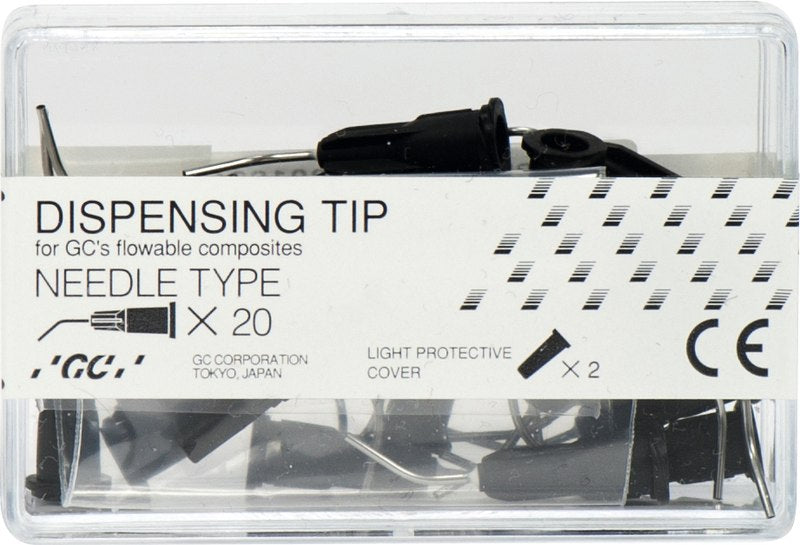 DISPENSING TIP
for GC's flowable composites
NEEDLE TYPE
X 20
GC
GC CORPORATION
TOKYO, JAPAN
LIGHT PROTECTIVE
COVER
X 2
CE